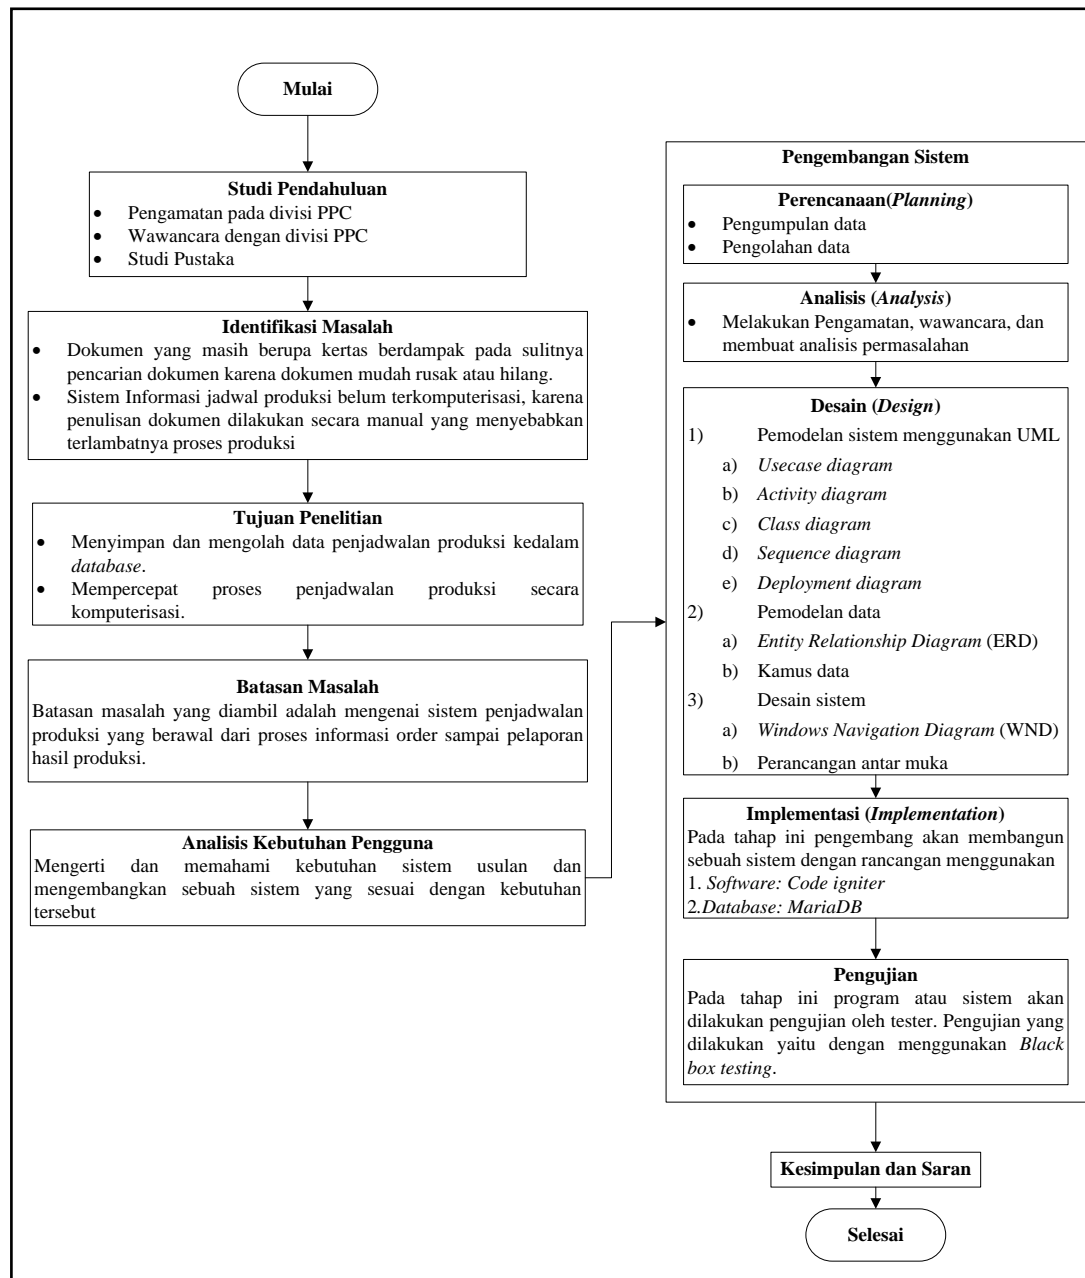 Mulai
Studi Pendahuluan
• Pengamatan pada divisi PPC
• Wawancara dengan divisi PPC
• Studi Pustaka
Identifikasi Masalah
• Dokumen yang masih berupa kertas berdampak pada sulitnya
pencarian dokumen karena dokumen mudah rusak atau hilang.
• Sistem Informasi jadwal produksi belum terkomputerisasi, karena
penulisan dokumen dilakukan secara manual yang menyebabkan
terlambatnya proses produksi
Tujuan Penelitian
• Menyimpan dan mengolah data penjadwalan produksi kedalam
database.
• Mempercepat proses penjadwalan produksi secara
komputerisasi.
Batasan Masalah
Batasan masalah yang diambil adalah mengenai sistem penjadwalan
produksi yang berawal dari proses informasi order sampai pelaporan
hasil produksi.
Analisis Kebutuhan Pengguna
Mengerti dan memahami kebutuhan sistem usulan dan
mengembangkan sebuah sistem yang sesuai dengan kebutuhan
tersebut
Pengembangan Sistem
Perencanaan(Planning)
• Pengumpulan data
• Pengolahan data
Analisis (Analysis)
• Melakukan Pengamatan, wawancara, dan
membuat analisis permasalahan
Desain (Design)
1) Pemodelan sistem menggunakan UML
a) Usecase diagram
b) Activity diagram
c) Class diagram
d) Sequence diagram
e) Deployment diagram
2) Pemodelan data
a) Entity Relationship Diagram (ERD)
b) Kamus data
3) Desain sistem
a) Windows Navigation Diagram (WND)
b) Perancangan antar muka
Implementasi (Implementation)
Pada tahap ini pengembang akan membangun
sebuah sistem dengan rancangan menggunakan
1. Software: Code igniter
2.Database: MariaDB
Pengujian
Pada tahap ini program atau sistem akan
dilakukan pengujian oleh tester. Pengujian yang
dilakukan yaitu dengan menggunakan Black
box testing.
Kesimpulan dan Saran
Selesai